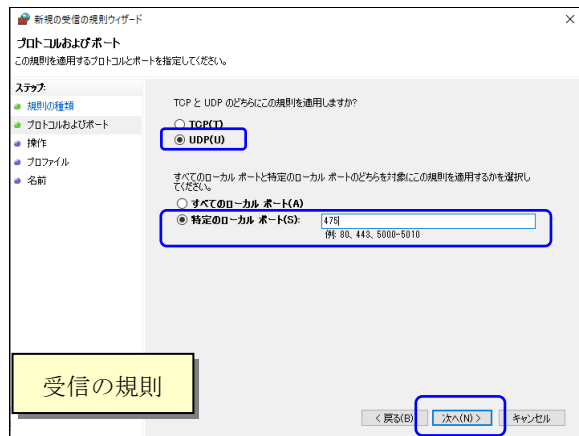 新規の受信の規則ウィザード
プロトコルおよびポート
この規則を適用するプロトコルとポートを指定してください。
ステップ:
規則の種類
プロトコルおよびポート
操作
プロファイル
名前
TCP と UDP のどちらにこの規則を適用しますか?
TCP(T)
UDP(U)
すべてのローカル ポートと特定のローカル ポートのどちらを対象にこの規則を適用するかを選択し
てください。
すべてのローカル ポート(A)
特定のローカル ポート(S): 475
例: 80、443、5000-5010
受信の規則
< 戻る(B) 次へ(N) > キャンセル